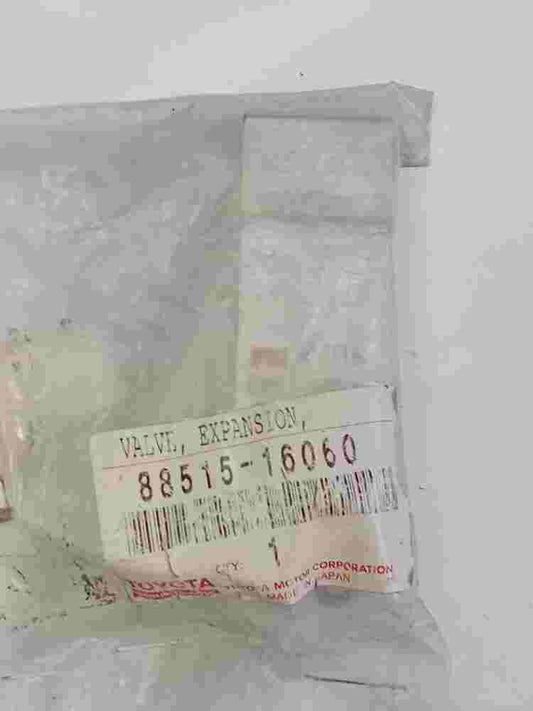 VALVE, EXPANSION,
88515-16060
QTY. 1
TOYOTA MOTOR CORPORATION
MADE IN JAPAN